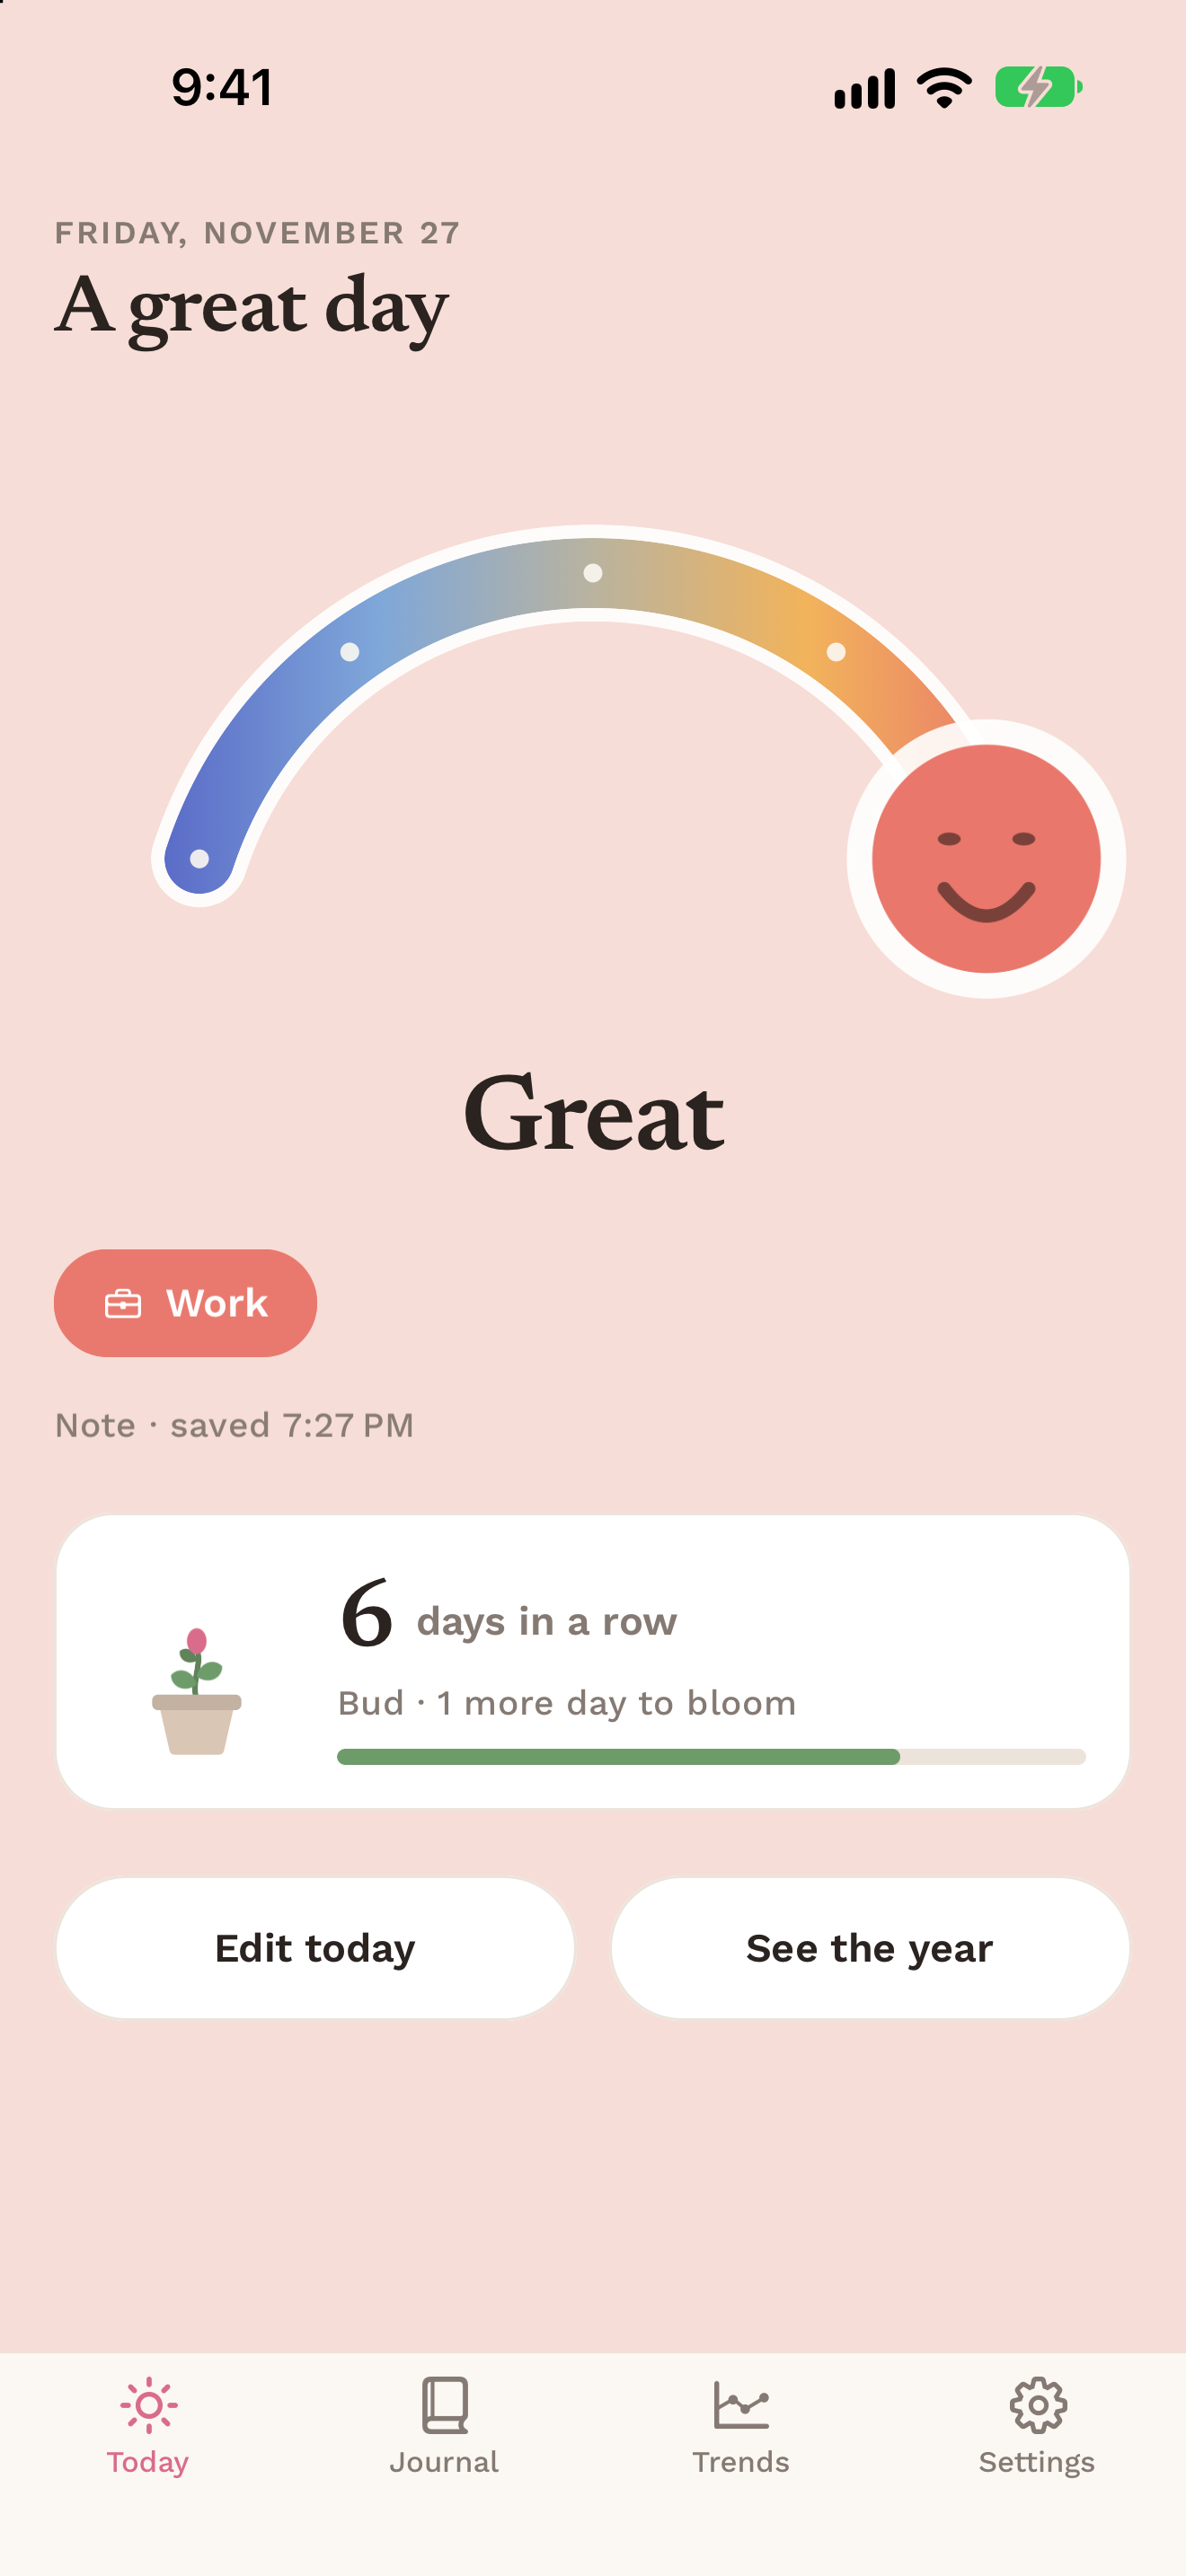 9:41
FRIDAY, NOVEMBER 27
A great day
Great
Work
Note · saved 7:27 PM
6 days in a row
Bud · 1 more day to bloom
Edit today
See the year
Today
Journal
Trends
Settings